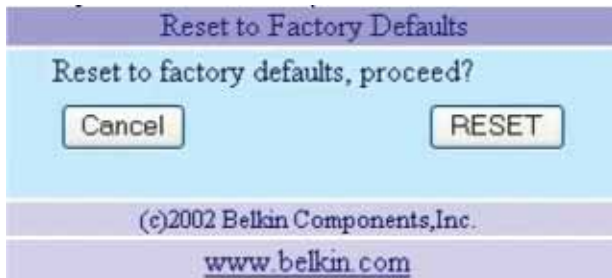 Reset to Factory Defaults
Reset to factory defaults, proceed?
Cancel RESET
(c)2002 Belkin Components,Inc.
www.belkin.com